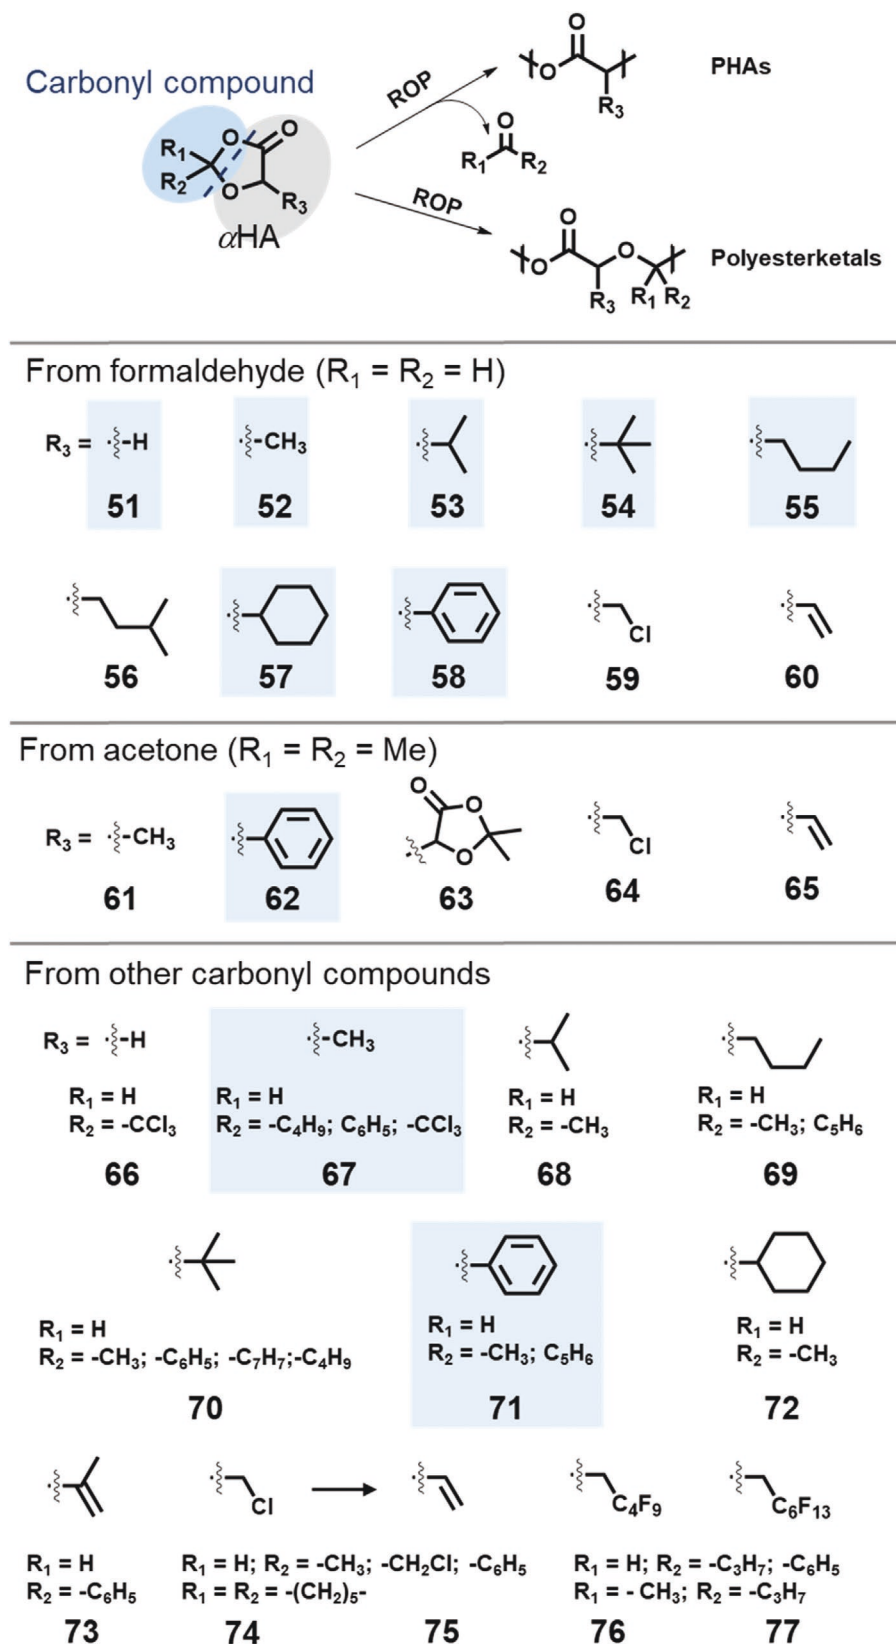 O
O
PHAs
R3
Carbonyl compound
ROP
O
R1 R2
R1 O O
R2 O R3
αHA
ROP
O
O O Polyesterketals
R3 R1 R2
From formaldehyde (R1 = R2 = H)
R3 = -H -CH3
51 52 53 54 55
Cl
56 57 58 59 60
From acetone (R1 = R2 = Me)
O O
R3 = -CH3 O Cl
61 62 63 64 65
From other carbonyl compounds
R3 = -H -CH3
R1 = H R1 = H R1 = H R1 = H
R2 = -CCl3 R2 = -C4H9; C6H5; -CCl3 R2 = -CH3 R2 = -CH3; C5H6
66 67 68 69
R1 = H R1 = H R1 = H
R2 = -CH3; -C6H5; -C7H7;-C4H9 R2 = -CH3; C5H6 R2 = -CH3
70 71 72
Cl C4F9 C6F13
R1 = H R1 = H; R2 = -CH3; -CH2Cl; -C6H5 R1 = H; R2 = -C3H7; -C6H5
R2 = -C6H5 R1 = R2 = -(CH2)5- R1 = - CH3; R2 = -C3H7
73 74 75 76 77